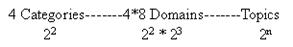 4 Categories-------4*8 Domains-------Topics
2² 2² * 2³ 2ⁿ